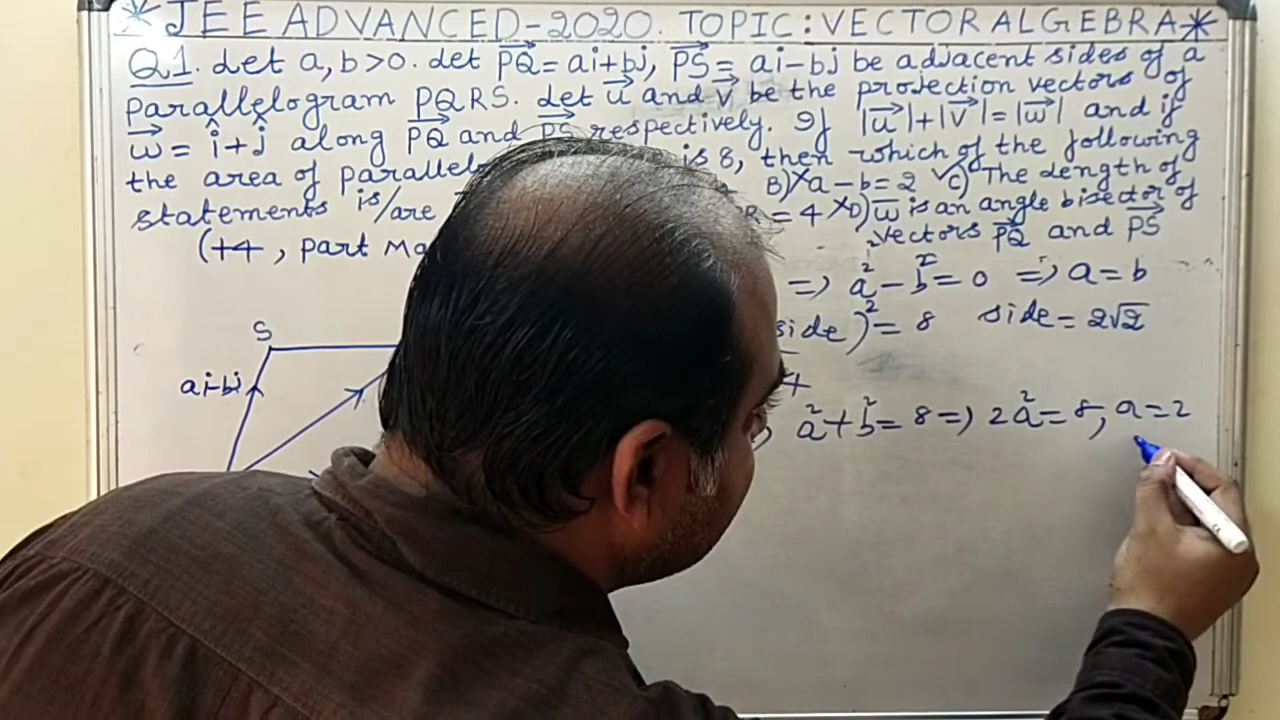 *JEE ADVANCED-2020. TOPIC: VECTOR ALGEBRA*
Q1. Let a, b >0. Let PQ⃗ = ai+bj, PS⃗ = ai-bj be adjacent sides of a
parallelogram PQRS. Let u⃗ and v⃗ be the projection vectors of
w⃗ = î+ĵ along PQ⃗ and PS⃗ respectively. If |u⃗|+|v⃗|=|w⃗| and if
the area of parallel is 8, then which of the following
statements is/are B) × a-b=2 ✓ C) The Length of
R = 4 × D) w⃗ is an angle bisector of
(+4, part Ma vectors PQ⃗ and PS⃗
=> a²-b²=0 => a=b
side)²= 8 side= 2√2
S
ai-bj
a²+b²= 8 => 2a²=8, a=2